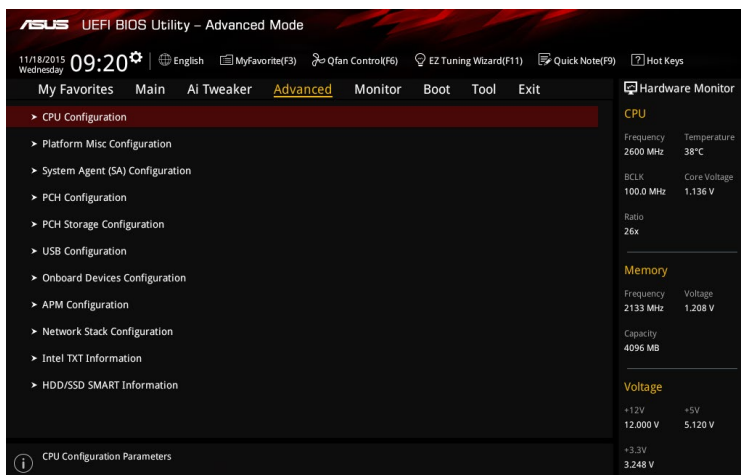 ASUS UEFI BIOS Utility – Advanced Mode
11/18/2015
Wednesday
09:20
English
MyFavorite(F3)
Qfan Control(F6)
EZ Tuning Wizard(F11)
Quick Note(F9)
? Hot Keys
My Favorites Main Ai Tweaker Advanced Monitor Boot Tool Exit
> CPU Configuration
> Platform Misc Configuration
> System Agent (SA) Configuration
> PCH Configuration
> PCH Storage Configuration
> USB Configuration
> Onboard Devices Configuration
> APM Configuration
> Network Stack Configuration
> Intel TXT Information
> HDD/SSD SMART Information
i CPU Configuration Parameters
Hardware Monitor
CPU
Frequency Temperature
2600 MHz 38°C
BCLK Core Voltage
100.0 MHz 1.136 V
Ratio
26x
Memory
Frequency Voltage
2133 MHz 1.208 V
Capacity
4096 MB
Voltage
+12V +5V
12.000 V 5.120 V
+3.3V
3.248 V